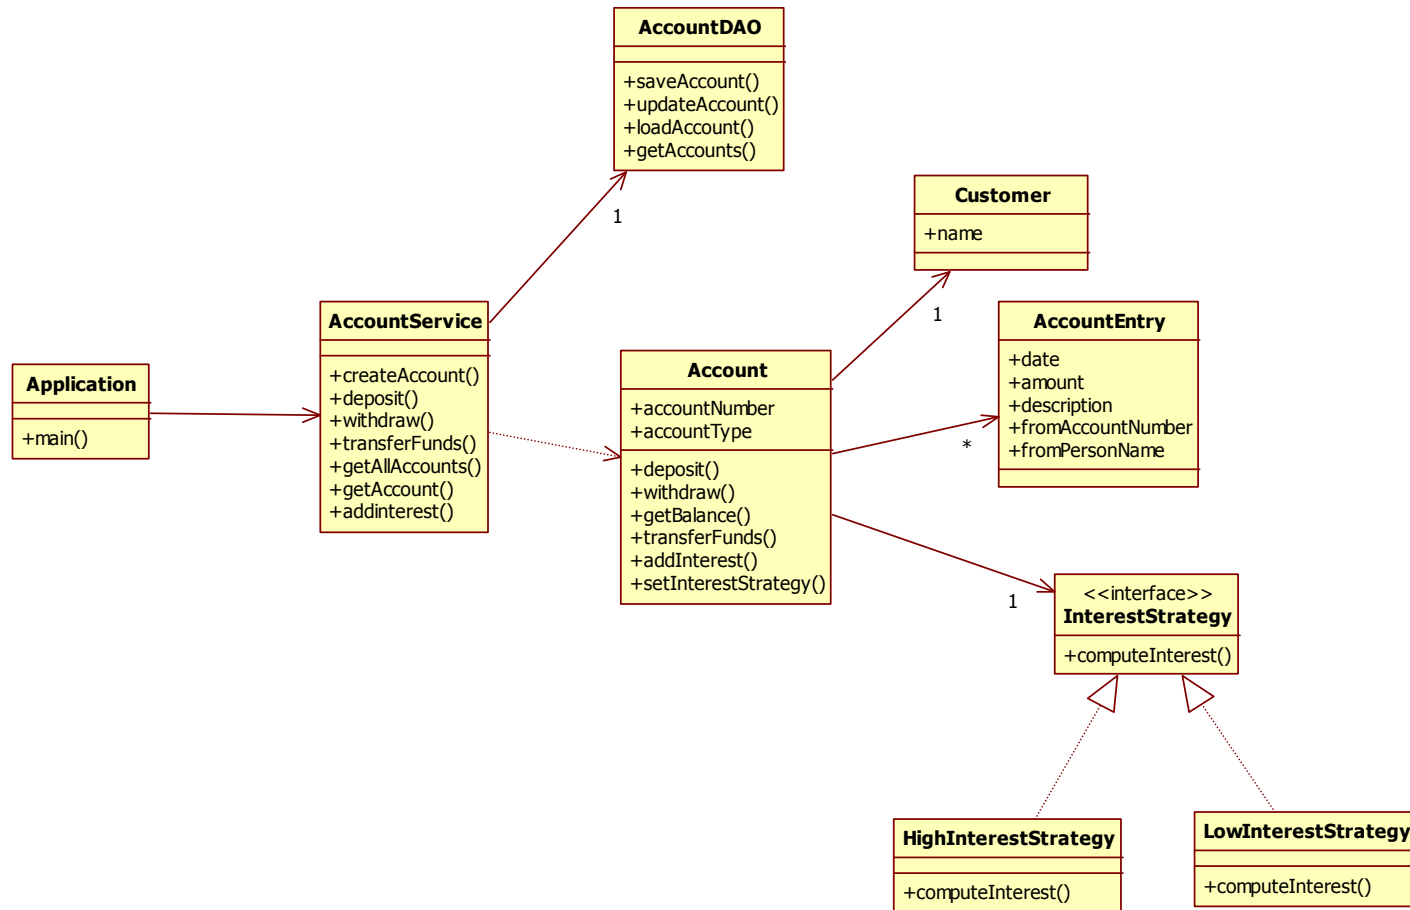 AccountDAO
+saveAccount()
+updateAccount()
+loadAccount()
+getAccounts()
1
Customer
+name
1
AccountService
+createAccount()
+deposit()
+withdraw()
+transferFunds()
+getAllAccounts()
+getAccount()
+addinterest()
Application
+main()
Account
+accountNumber
+accountType
+deposit()
+withdraw()
+getBalance()
+transferFunds()
+addInterest()
+setInterestStrategy()
AccountEntry
+date
+amount
+description
+fromAccountNumber
+fromPersonName
*
1
<<interface>>
InterestStrategy
+computeInterest()
HighInterestStrategy
+computeInterest()
LowInterestStrategy
+computeInterest()